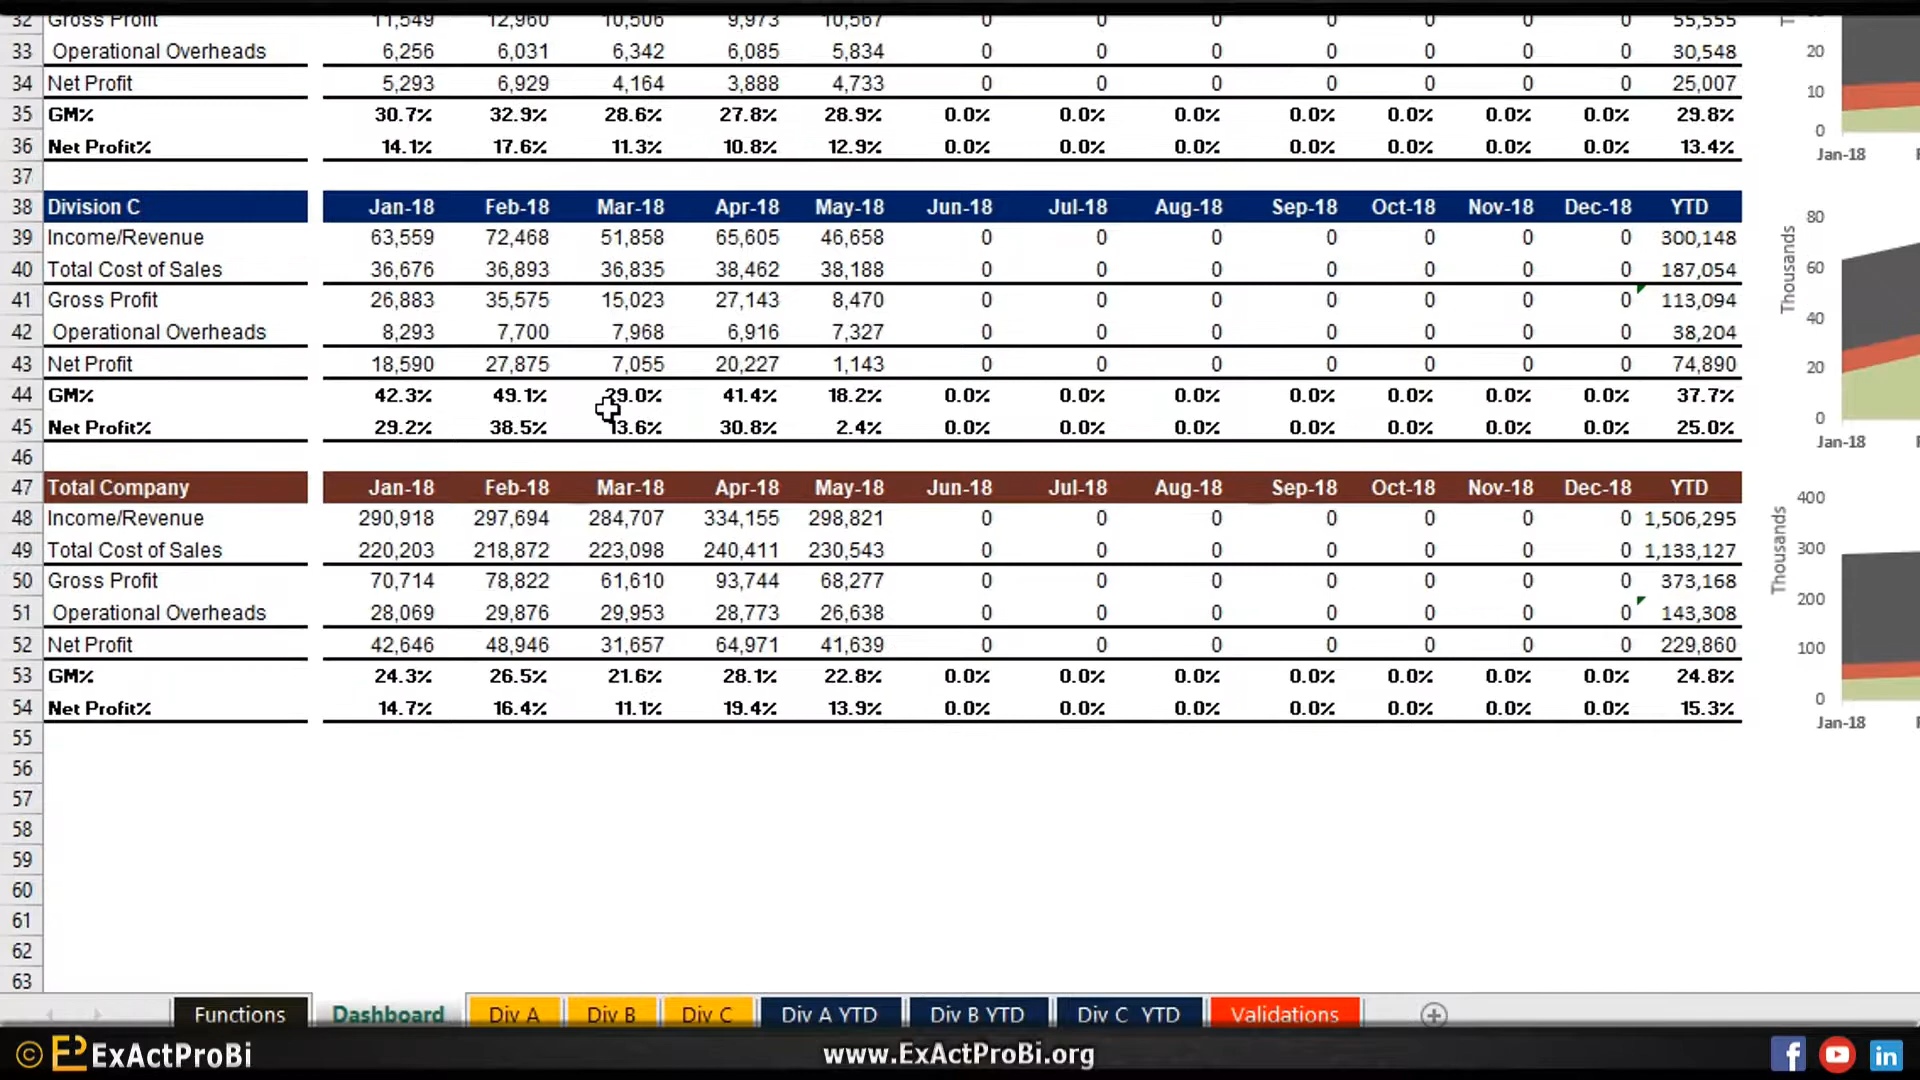 32 Gross Profit 11,549 12,960 10,506 9,973 10,567 0 0 0 0 0 0 0 55,555
33 Operational Overheads 6,256 6,031 6,342 6,085 5,834 0 0 0 0 0 0 0 30,548
34 Net Profit 5,293 6,929 4,164 3,888 4,733 0 0 0 0 0 0 0 25,007
35 GM% 30.7% 32.9% 28.6% 27.8% 28.9% 0.0% 0.0% 0.0% 0.0% 0.0% 0.0% 0.0% 29.8%
36 Net Profit% 14.1% 17.6% 11.3% 10.8% 12.9% 0.0% 0.0% 0.0% 0.0% 0.0% 0.0% 0.0% 13.4%
20
10
0
Jan-18
37
38 Division C Jan-18 Feb-18 Mar-18 Apr-18 May-18 Jun-18 Jul-18 Aug-18 Sep-18 Oct-18 Nov-18 Dec-18 YTD
39 Income/Revenue 63,559 72,468 51,858 65,605 46,658 0 0 0 0 0 0 0 300,148
40 Total Cost of Sales 36,676 36,893 36,835 38,462 38,188 0 0 0 0 0 0 0 187,054
41 Gross Profit 26,883 35,575 15,023 27,143 8,470 0 0 0 0 0 0 0 113,094
42 Operational Overheads 8,293 7,700 7,968 6,916 7,327 0 0 0 0 0 0 0 38,204
43 Net Profit 18,590 27,875 7,055 20,227 1,143 0 0 0 0 0 0 0 74,890
44 GM% 42.3% 49.1% 29.0% 41.4% 18.2% 0.0% 0.0% 0.0% 0.0% 0.0% 0.0% 0.0% 37.7%
45 Net Profit% 29.2% 38.5% 13.6% 30.8% 2.4% 0.0% 0.0% 0.0% 0.0% 0.0% 0.0% 0.0% 25.0%
Thousands
80
60
40
20
0
Jan-18
46
47 Total Company Jan-18 Feb-18 Mar-18 Apr-18 May-18 Jun-18 Jul-18 Aug-18 Sep-18 Oct-18 Nov-18 Dec-18 YTD
48 Income/Revenue 290,918 297,694 284,707 334,155 298,821 0 0 0 0 0 0 0 1,506,295
49 Total Cost of Sales 220,203 218,872 223,098 240,411 230,543 0 0 0 0 0 0 0 1,133,127
50 Gross Profit 70,714 78,822 61,610 93,744 68,277 0 0 0 0 0 0 0 373,168
51 Operational Overheads 28,069 29,876 29,953 28,773 26,638 0 0 0 0 0 0 0 143,308
52 Net Profit 42,646 48,946 31,657 64,971 41,639 0 0 0 0 0 0 0 229,860
53 GM% 24.3% 26.5% 21.6% 28.1% 22.8% 0.0% 0.0% 0.0% 0.0% 0.0% 0.0% 0.0% 24.8%
54 Net Profit% 14.7% 16.4% 11.1% 19.4% 13.9% 0.0% 0.0% 0.0% 0.0% 0.0% 0.0% 0.0% 15.3%
Thousands
400
300
200
100
0
Jan-18
55
56
57
58
59
60
61
62
63
Functions Dashboard Div A Div B Div C Div A YTD Div B YTD Div C YTD Validations
© EP ExActProBi www.ExActProBi.org f in